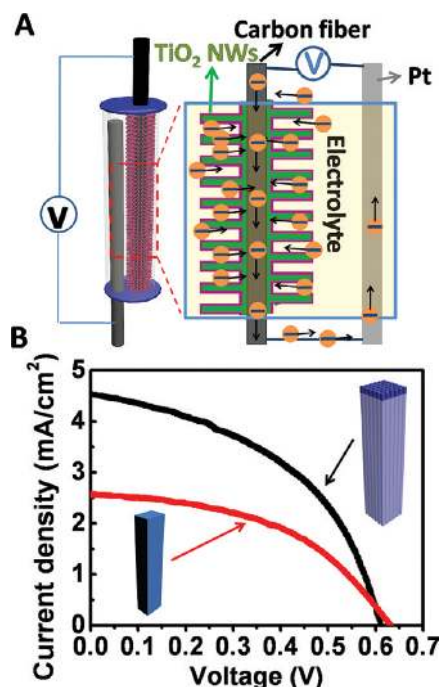 A
Carbon fiber
TiO₂ NWs
V
Pt
V
Electrolyte
B
Current density (mA/cm²)
5
4
3
2
1
0
0.0 0.1 0.2 0.3 0.4 0.5 0.6 0.7
Voltage (V)